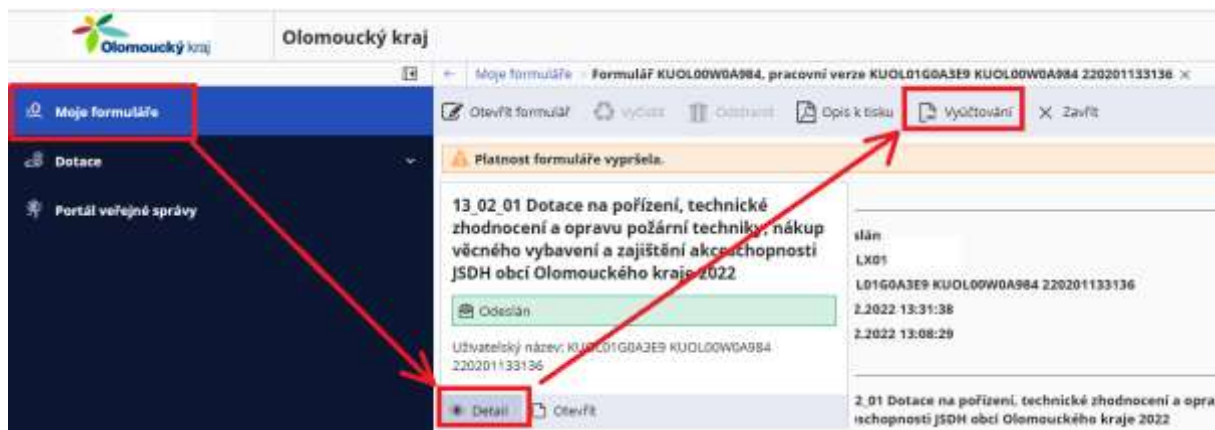 Olomoucký kraj
Olomoucký kraj
← Moje formuláře › Formulář KUOL00W0A984, pracovní verze KUOL01G0A3E9 KUOL00W0A984 220201133136 ×
Moje formuláře
Otevřít formulář Vyčistit Odstranit Opis k tisku Vyúčtování × Zavřít
Dotace
Platnost formuláře vypršela.
Portál veřejné správy
13_02_01 Dotace na pořízení, technické
zhodnocení a opravu požární techniky, nákup
věcného vybavení a zajištění akceschopnosti
JSDH obcí Olomouckého kraje 2022
Odeslán
Uživatelský název: KUOL01G0A3E9 KUOL00W0A984
220201133136
Detail Otevřít
slán
LX01
L01G0A3E9 KUOL00W0A984 220201133136
2.2022 13:31:38
2.2022 13:08:29
2_01 Dotace na pořízení, technické zhodnocení a opra
schopnosti JSDH obcí Olomouckého kraje 2022